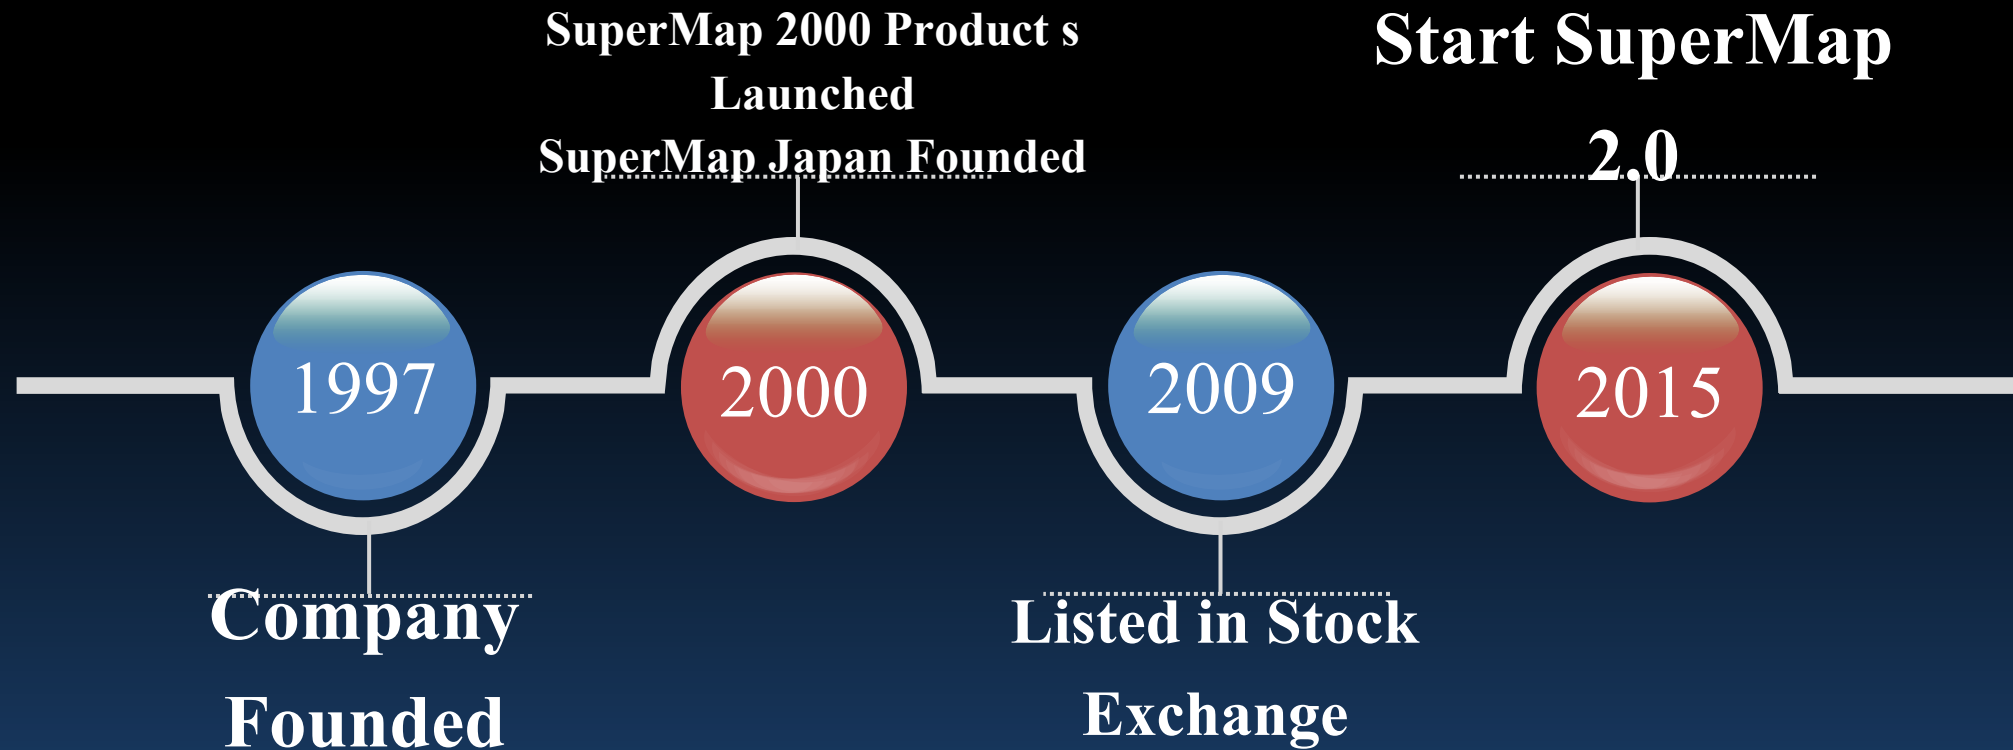 SuperMap 2000 Product s
Launched
SuperMap Japan Founded
Start SuperMap
2.0
1997
2000
2009
2015
Company
Founded
Listed in Stock
Exchange